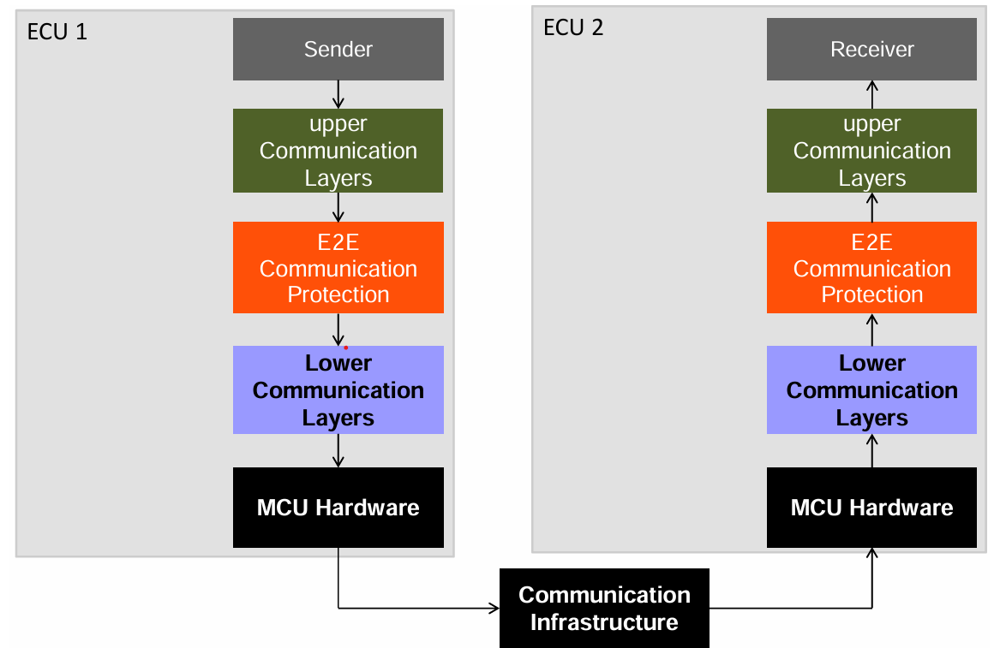 ECU 1
Sender
upper
Communication
Layers
E2E
Communication
Protection
Lower
Communication
Layers
MCU Hardware
ECU 2
Receiver
upper
Communication
Layers
E2E
Communication
Protection
Lower
Communication
Layers
MCU Hardware
Communication
Infrastructure